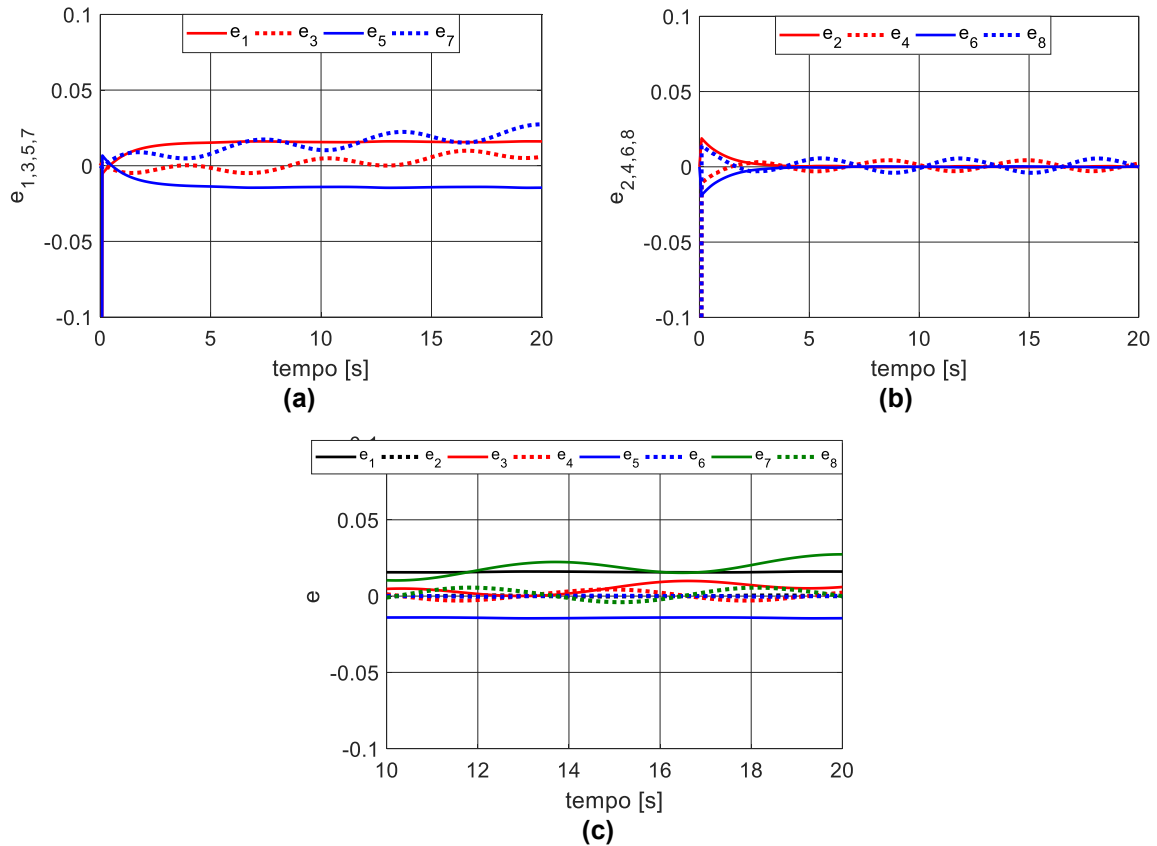 0.1
e1 e3 e5 e7
0.05
0
-0.05
-0.1
e1,3,5,7
0 5 10 15 20
tempo [s]
(a)
0.1
e2 e4 e6 e8
0.05
0
-0.05
-0.1
e2,4,6,8
0 5 10 15 20
tempo [s]
(b)
e1 e2 e3 e4 e5 e6 e7 e8
0.05
0
-0.05
-0.1
e
10 12 14 16 18 20
tempo [s]
(c)